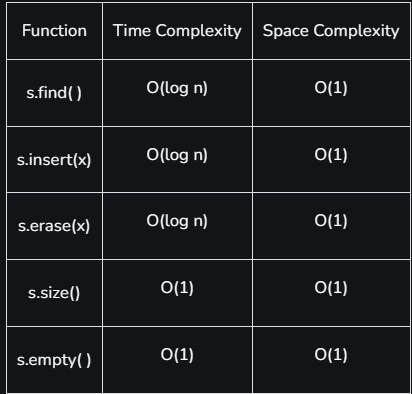 Function Time Complexity Space Complexity
s.find( ) O(log n) O(1)
s.insert(x) O(log n) O(1)
s.erase(x) O(log n) O(1)
s.size() O(1) O(1)
s.empty( ) O(1) O(1)